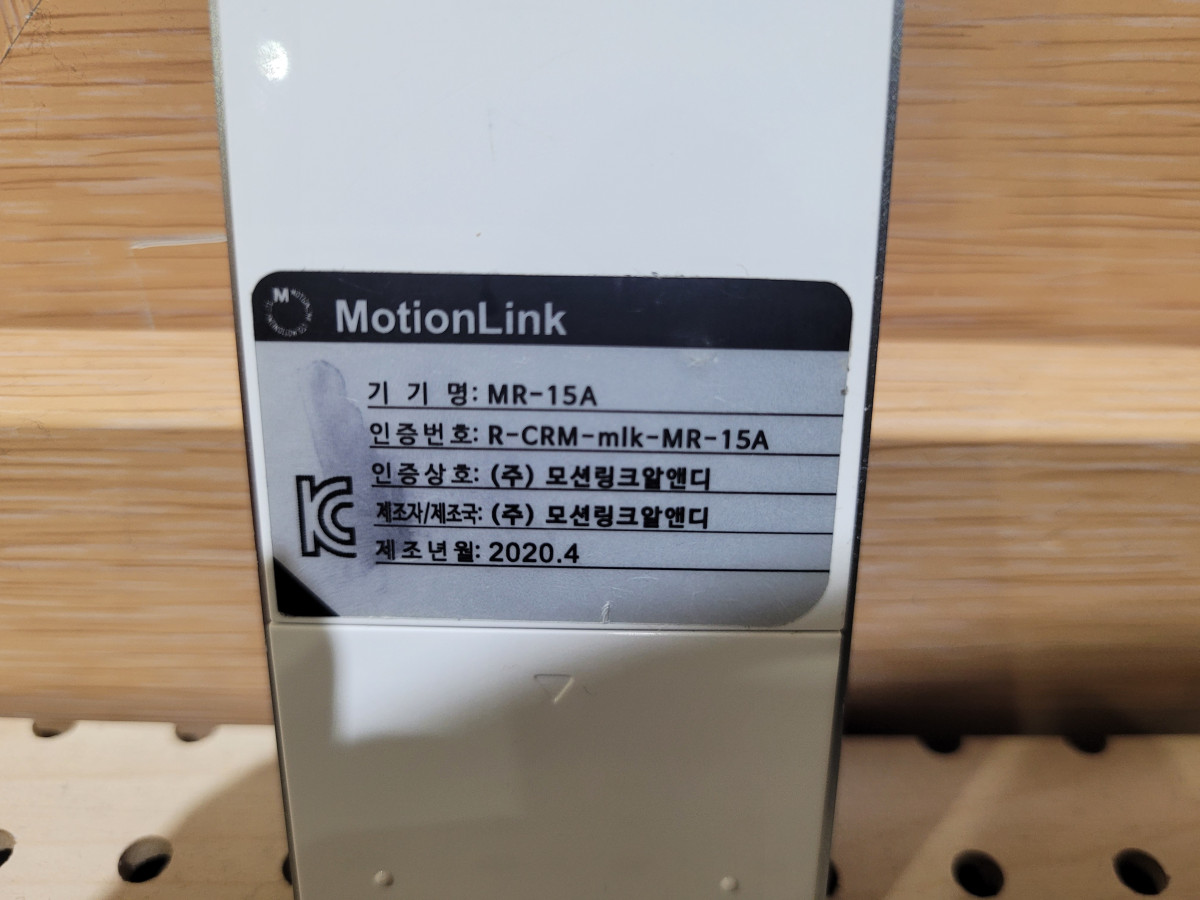 MotionLink
기 기 명: MR-15A
인증번호: R-CRM-mlk-MR-15A
인증상호: (주) 모션링크알앤디
제조자/제조국: (주) 모션링크알앤디
제조년월: 2020.4